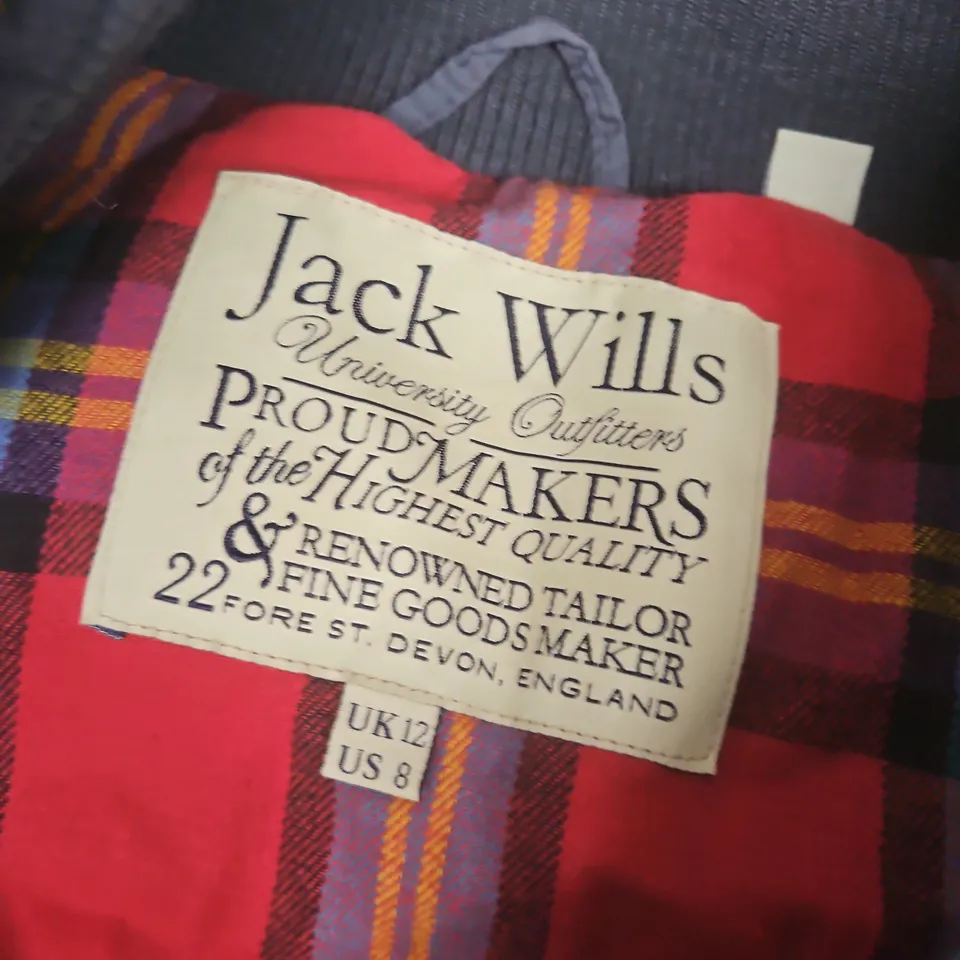 Jack Wills
University Outfitters
PROUD MAKERS
of the HIGHEST QUALITY
& RENOWNED TAILOR
FINE GOODS MAKER
22 FORE ST. DEVON, ENGLAND
UK 12
US 8